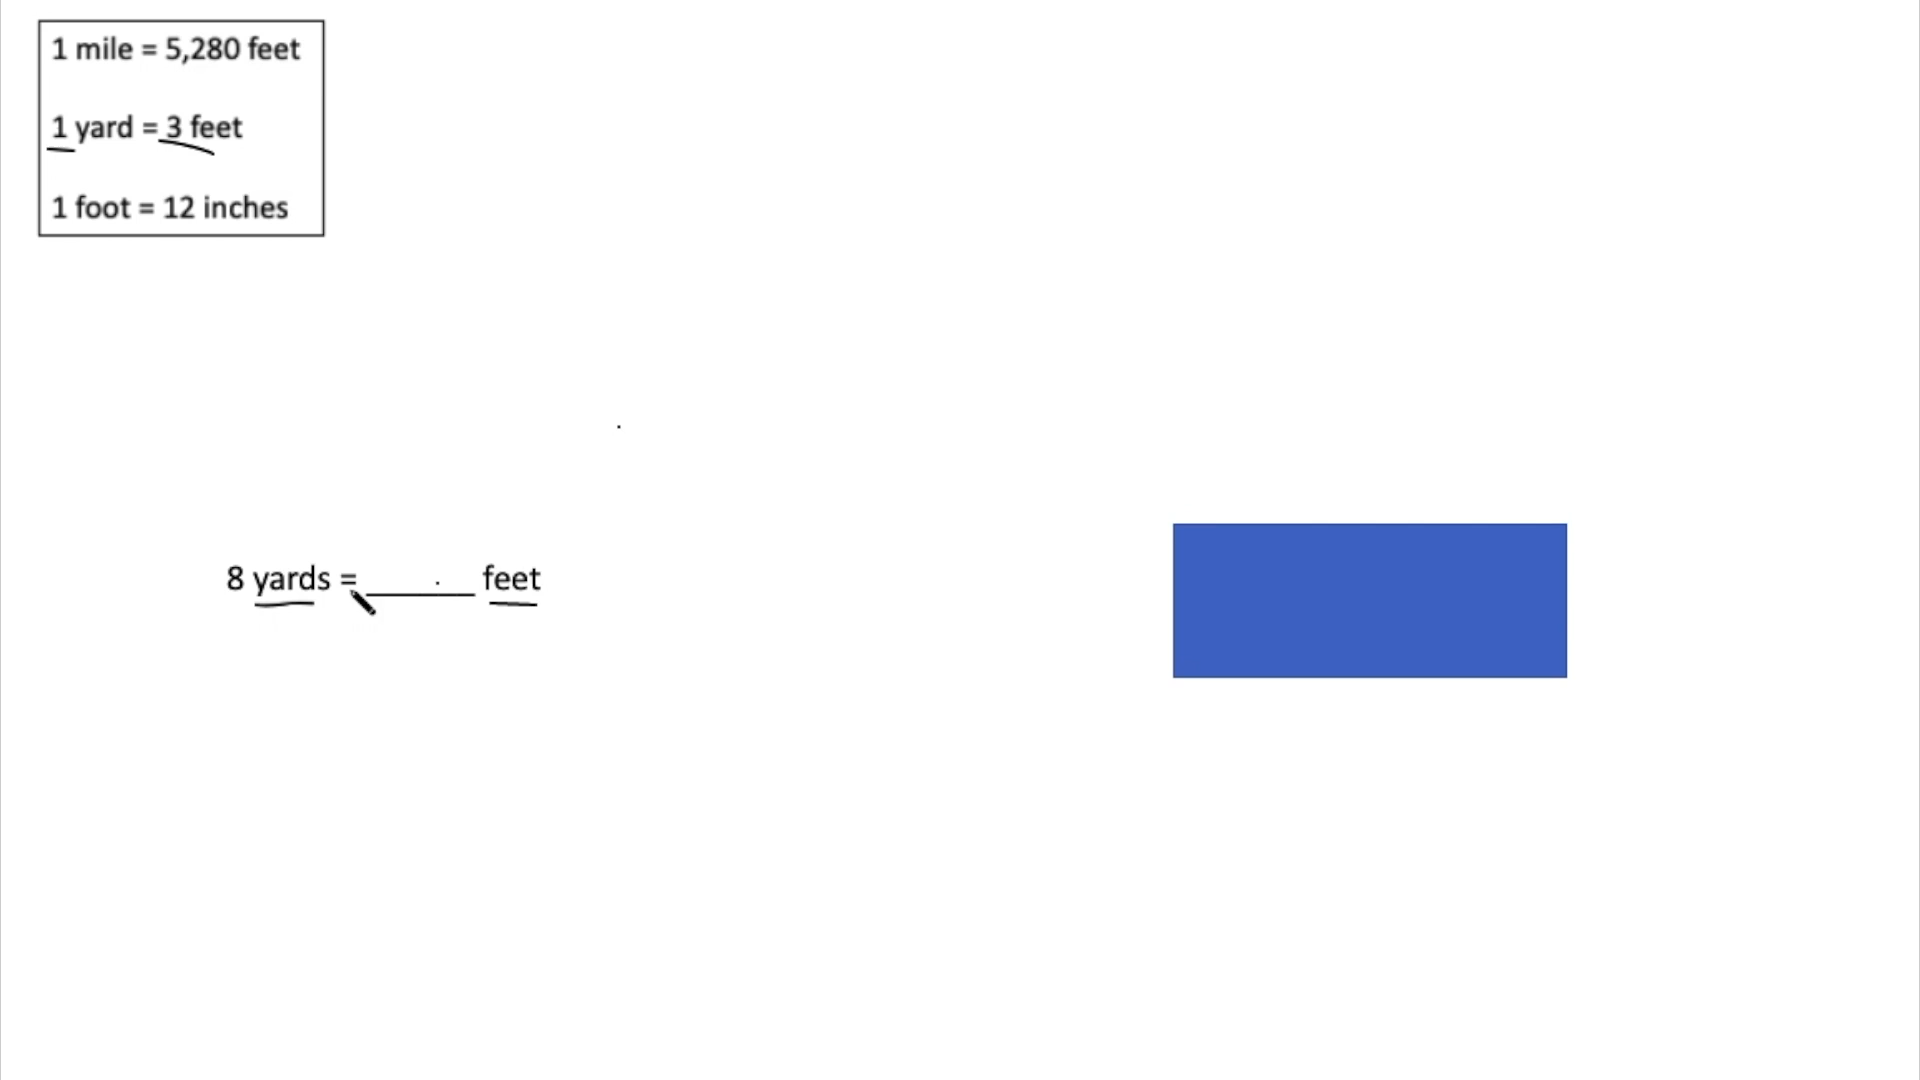 1 mile = 5,280 feet
1 yard = 3 feet
1 foot = 12 inches
8 yards = ______ feet